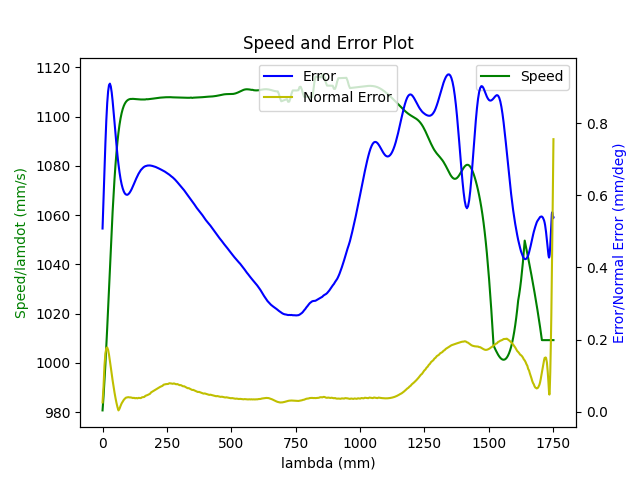 Speed and Error Plot
Error
Normal Error
Speed
1120
1100
1080
1060
1040
1020
1000
980
Speed/lamdot (mm/s)
0.8
0.6
0.4
0.2
0.0
Error/Normal Error (mm/deg)
0 250 500 750 1000 1250 1500 1750
lambda (mm)